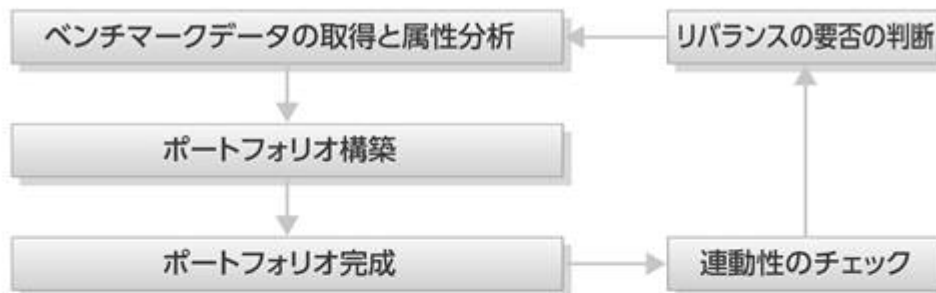 ベンチマークデータの取得と属性分析
リバランスの要否の判断
ポートフォリオ構築
ポートフォリオ完成
連動性のチェック